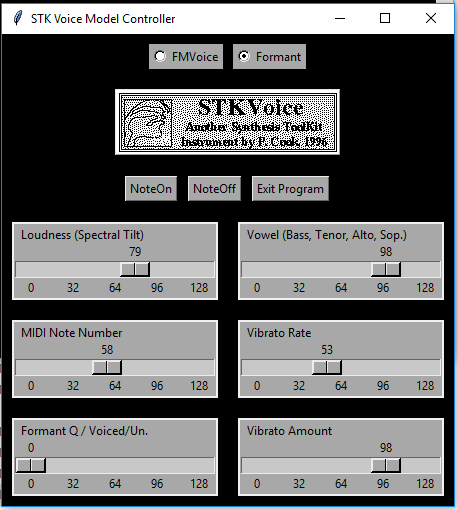 STK Voice Model Controller
FMVoice Formant
STKVoice
Another Synthesis ToolKit
Instrument by P. Cook, 1996
NoteOn NoteOff Exit Program
Loudness (Spectral Tilt)
79
0 32 64 96 128
Vowel (Bass, Tenor, Alto, Sop.)
98
0 32 64 96 128
MIDI Note Number
58
0 32 64 96 128
Vibrato Rate
53
0 32 64 96 128
Formant Q / Voiced/Un.
0
0 32 64 96 128
Vibrato Amount
98
0 32 64 96 128